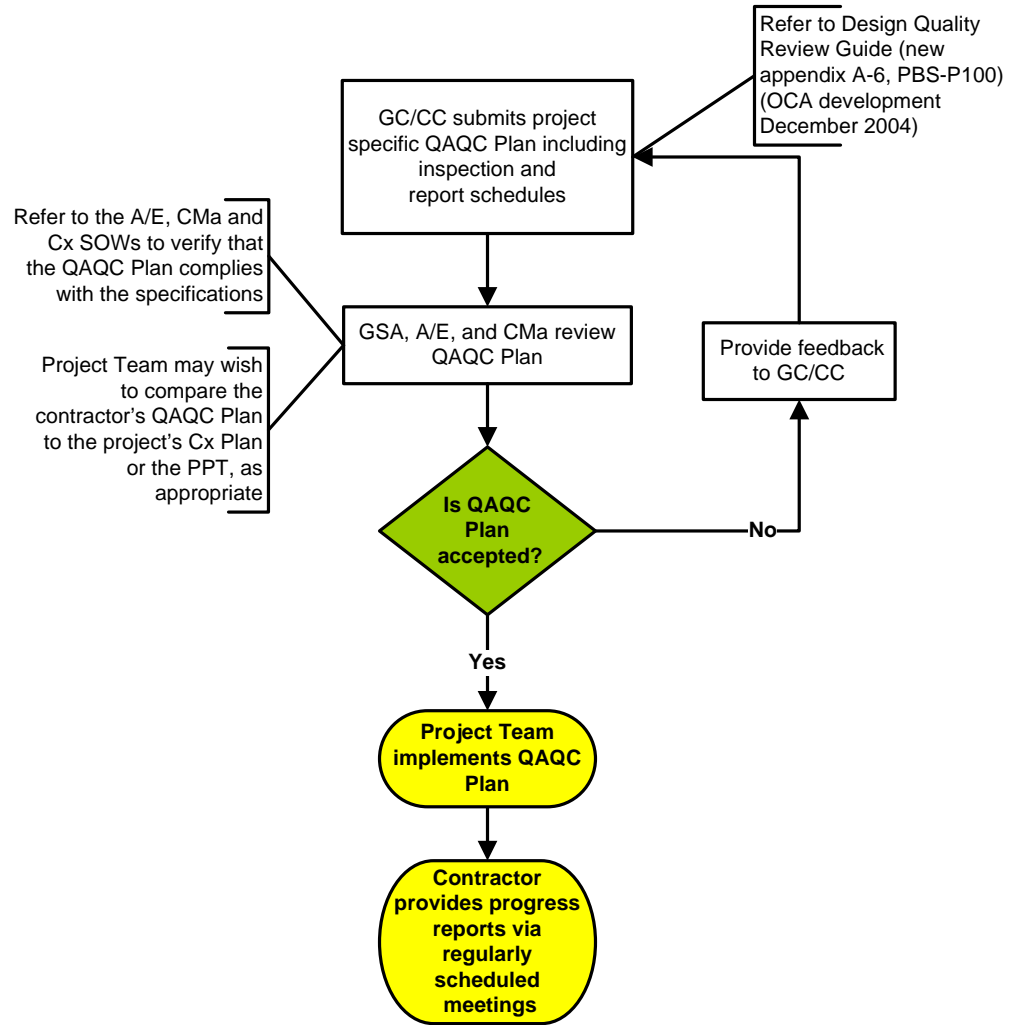 Refer to Design Quality
Review Guide (new
appendix A-6, PBS-P100)
(OCA development
December 2004)
GC/CC submits project
specific QAQC Plan including
inspection and
report schedules
Refer to the A/E, CMa and
Cx SOWs to verify that
the QAQC Plan complies
with the specifications
GSA, A/E, and CMa review
QAQC Plan
Provide feedback
to GC/CC
Project Team may wish
to compare the
contractor's QAQC Plan
to the project's Cx Plan
or the PPT, as
appropriate
Is QAQC
Plan
accepted?
No
Yes
Project Team
implements QAQC
Plan
Contractor
provides progress
reports via
regularly
scheduled
meetings